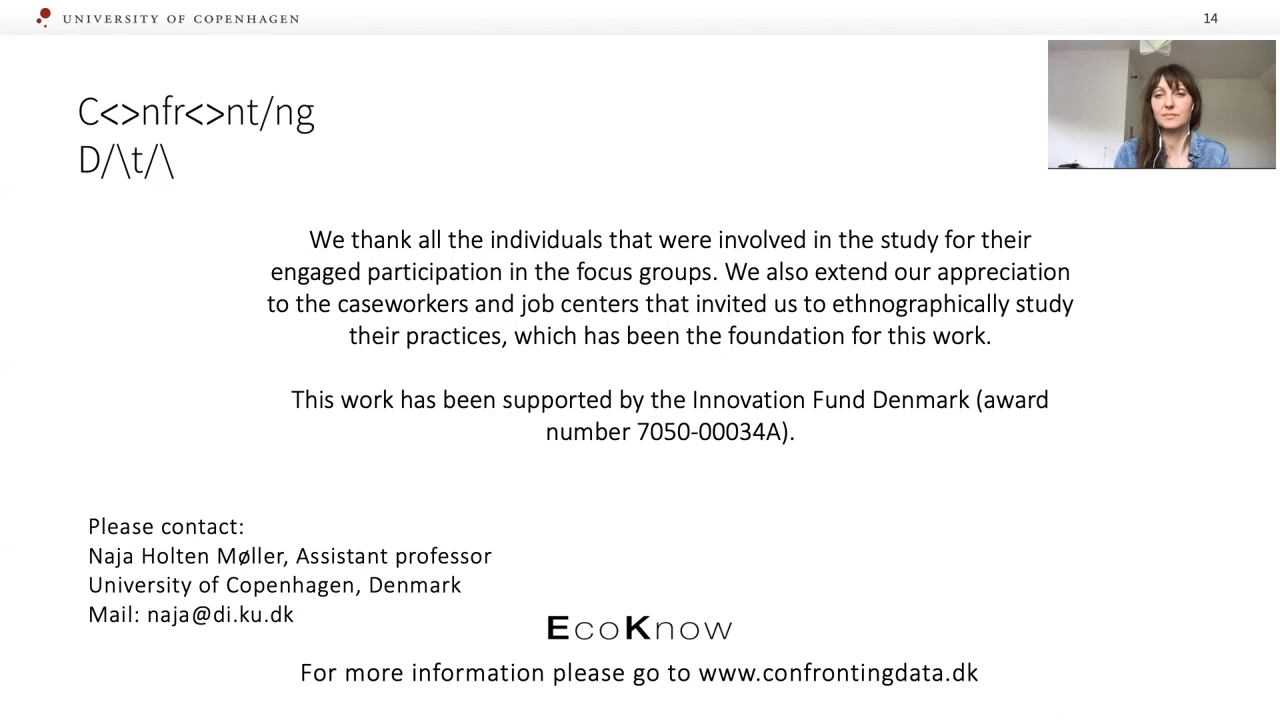 UNIVERSITY OF COPENHAGEN
14
C<>nfr<>nt/ng
D/\t/\
We thank all the individuals that were involved in the study for their
engaged participation in the focus groups. We also extend our appreciation
to the caseworkers and job centers that invited us to ethnographically study
their practices, which has been the foundation for this work.
This work has been supported by the Innovation Fund Denmark (award
number 7050-00034A).
Please contact:
Naja Holten Møller, Assistant professor
University of Copenhagen, Denmark
Mail: naja@di.ku.dk
EcoKnow
For more information please go to www.confrontingdata.dk